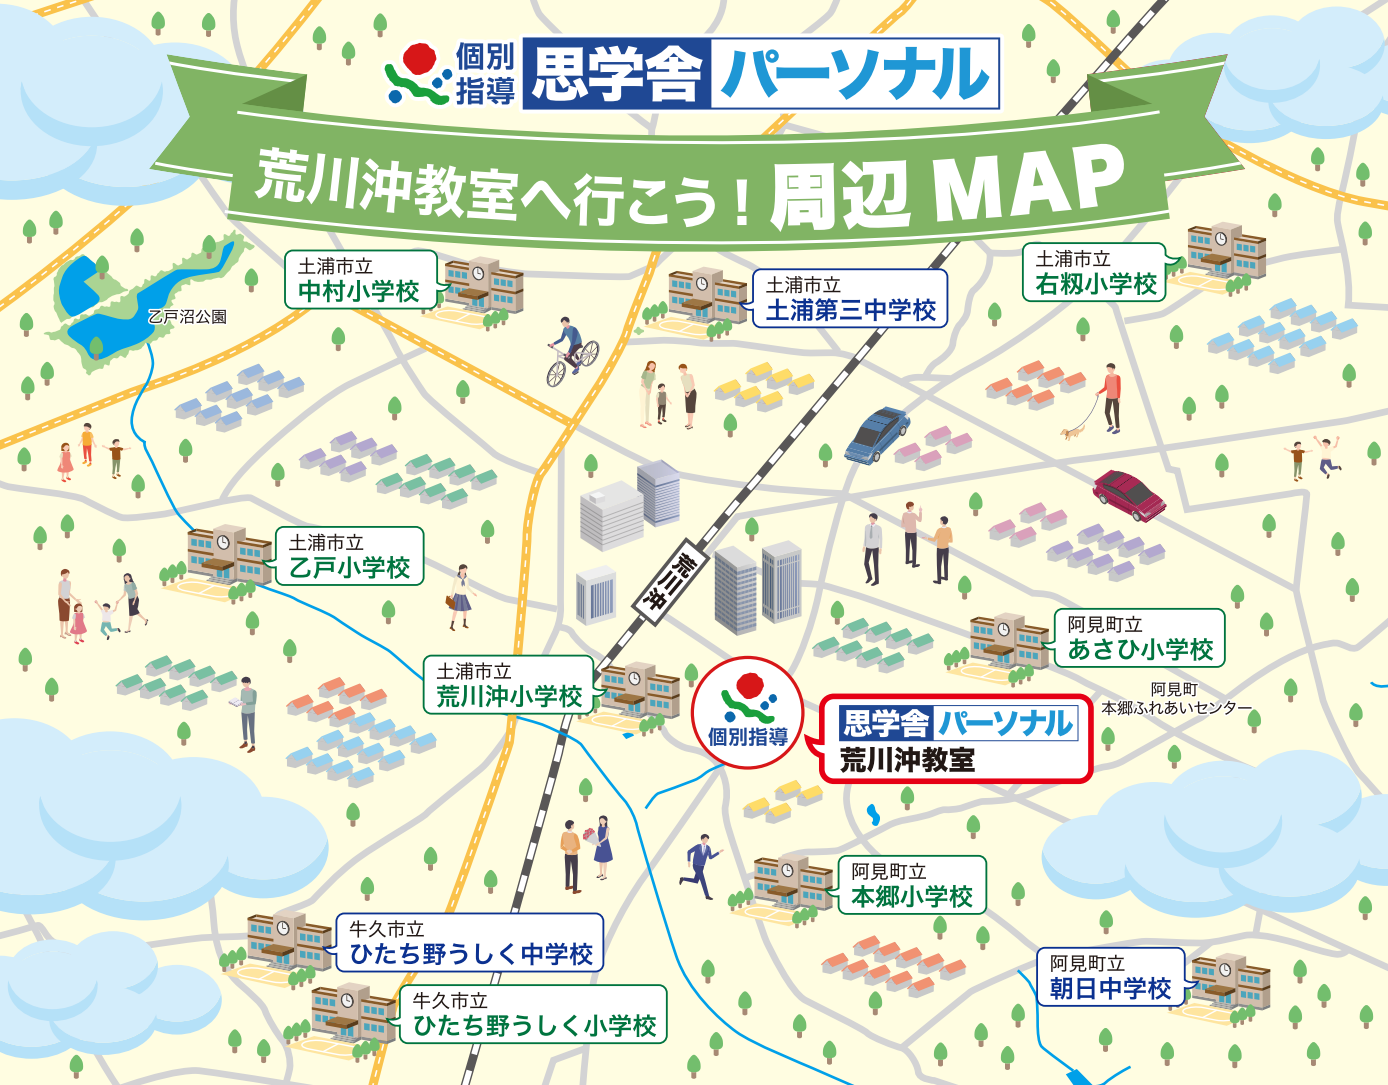 個別
指導
思学舎
パーソナル
荒川沖教室へ行こう！周辺 MAP
土浦市立
中村小学校
土浦市立
土浦第三中学校
土浦市立
右籾小学校
乙戸沼公園
土浦市立
乙戸小学校
荒川沖
阿見町立
あさひ小学校
土浦市立
荒川沖小学校
阿見町
本郷ふれあいセンター
個別指導
思学舎
パーソナル
荒川沖教室
阿見町立
本郷小学校
牛久市立
ひたち野うしく中学校
阿見町立
朝日中学校
牛久市立
ひたち野うしく小学校